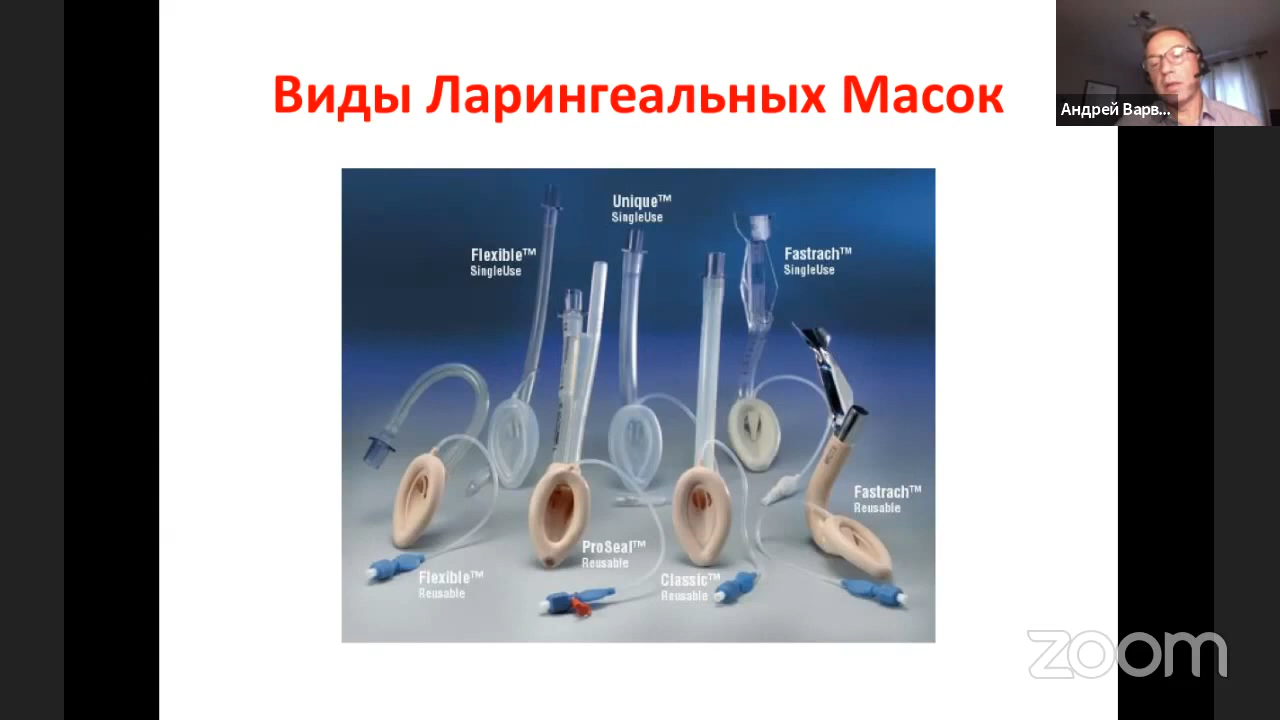 Виды Ларингеальных Масок
Андрей Варв...
Unique™
SingleUse
Flexible™
SingleUse
Fastrach™
SingleUse
Fastrach™
Reusable
ProSeal™
Reusable
Flexible™
Reusable
Classic™
Reusable
zoom